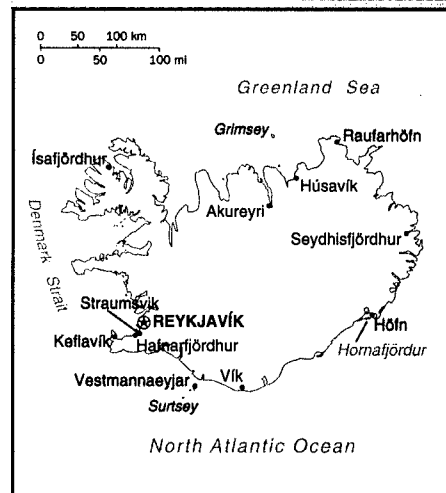 0 50 100 km
0 50 100 mi
Greenland Sea
Grimsey
Raufarhöfn
Ísafjördhur
Húsavík
Akureyri
Seydhisfjördhur
Denmark Strait
Straumsvik
REYKJAVÍK
Keflavík
Hafnarfjördhur
Höfn
Hornafjördur
Vestmannaeyjar
Vík
Surtsey
North Atlantic Ocean